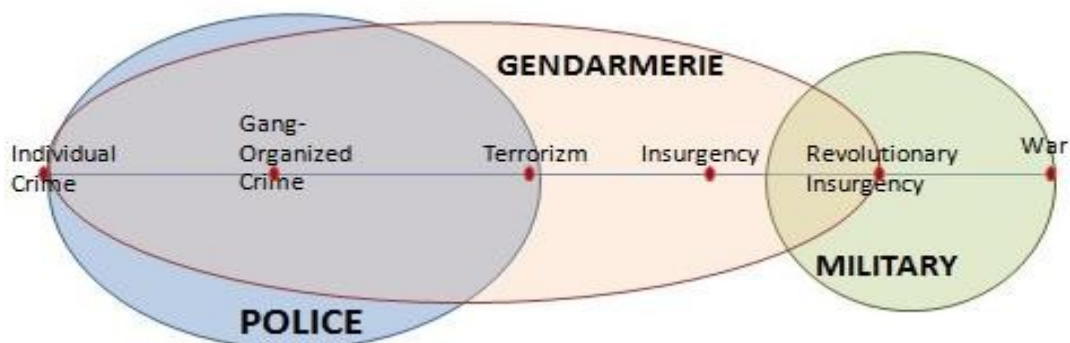 GENDARMERIE
Individual
Crime
Gang-
Organized
Crime
Terrorizm
Insurgency
Revolutionary
Insurgency
War
MILITARY
POLICE